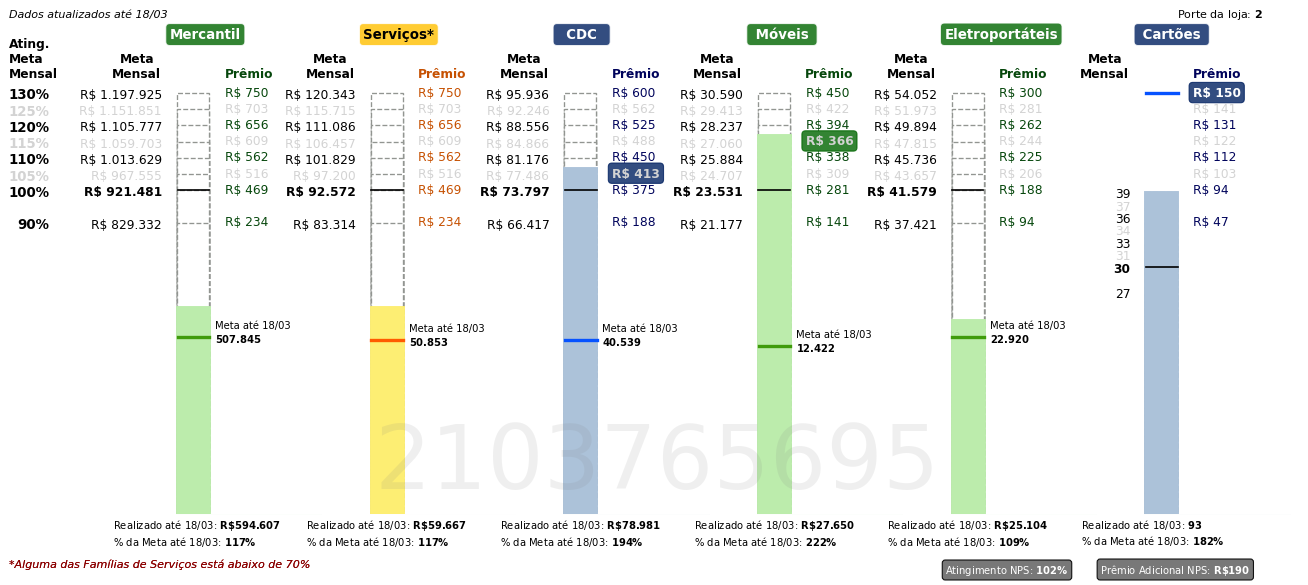 Dados atualizados até 18/03
Porte da loja: 2
Mercantil Serviços* CDC Móveis Eletroportáteis Cartões
Ating. Meta Mensal
Meta Mensal Prêmio Meta Mensal Prêmio Meta Mensal Prêmio Meta Mensal Prêmio Meta Mensal Prêmio Meta Mensal Prêmio
130% R$ 1.197.925 R$ 750 R$ 120.343 R$ 750 R$ 95.936 R$ 600 R$ 30.590 R$ 450 R$ 54.052 R$ 300 R$ 150
125% R$ 1.151.851 R$ 703 R$ 115.715 R$ 703 R$ 92.246 R$ 562 R$ 29.413 R$ 422 R$ 51.973 R$ 281 R$ 141
120% R$ 1.105.777 R$ 656 R$ 111.086 R$ 656 R$ 88.556 R$ 525 R$ 28.237 R$ 394 R$ 49.894 R$ 262 R$ 131
115% R$ 1.059.703 R$ 609 R$ 106.457 R$ 609 R$ 84.866 R$ 488 R$ 27.060 R$ 366 R$ 47.815 R$ 244 R$ 122
110% R$ 1.013.629 R$ 562 R$ 101.829 R$ 562 R$ 81.176 R$ 450 R$ 25.884 R$ 338 R$ 45.736 R$ 225 R$ 112
105% R$ 967.555 R$ 516 R$ 97.200 R$ 516 R$ 77.486 R$ 413 R$ 24.707 R$ 309 R$ 43.657 R$ 206 R$ 103
100% R$ 921.481 R$ 469 R$ 92.572 R$ 469 R$ 73.797 R$ 375 R$ 23.531 R$ 281 R$ 41.579 R$ 188 39 R$ 94
37
36
90% R$ 829.332 R$ 234 R$ 83.314 R$ 234 R$ 66.417 R$ 188 R$ 21.177 R$ 141 R$ 37.421 R$ 94 R$ 47
34
33
31
30
27
Meta até 18/03 Meta até 18/03 Meta até 18/03 Meta até 18/03 Meta até 18/03
507.845 50.853 40.539 12.422 22.920
2103765695
Realizado até 18/03: R$594.607 Realizado até 18/03: R$59.667 Realizado até 18/03: R$78.981 Realizado até 18/03: R$27.650 Realizado até 18/03: R$25.104 Realizado até 18/03: 93
% da Meta até 18/03: 117% % da Meta até 18/03: 117% % da Meta até 18/03: 194% % da Meta até 18/03: 222% % da Meta até 18/03: 109% % da Meta até 18/03: 182%
*Alguma das Famílias de Serviços está abaixo de 70%
Atingimento NPS: 102% Prêmio Adicional NPS: R$190